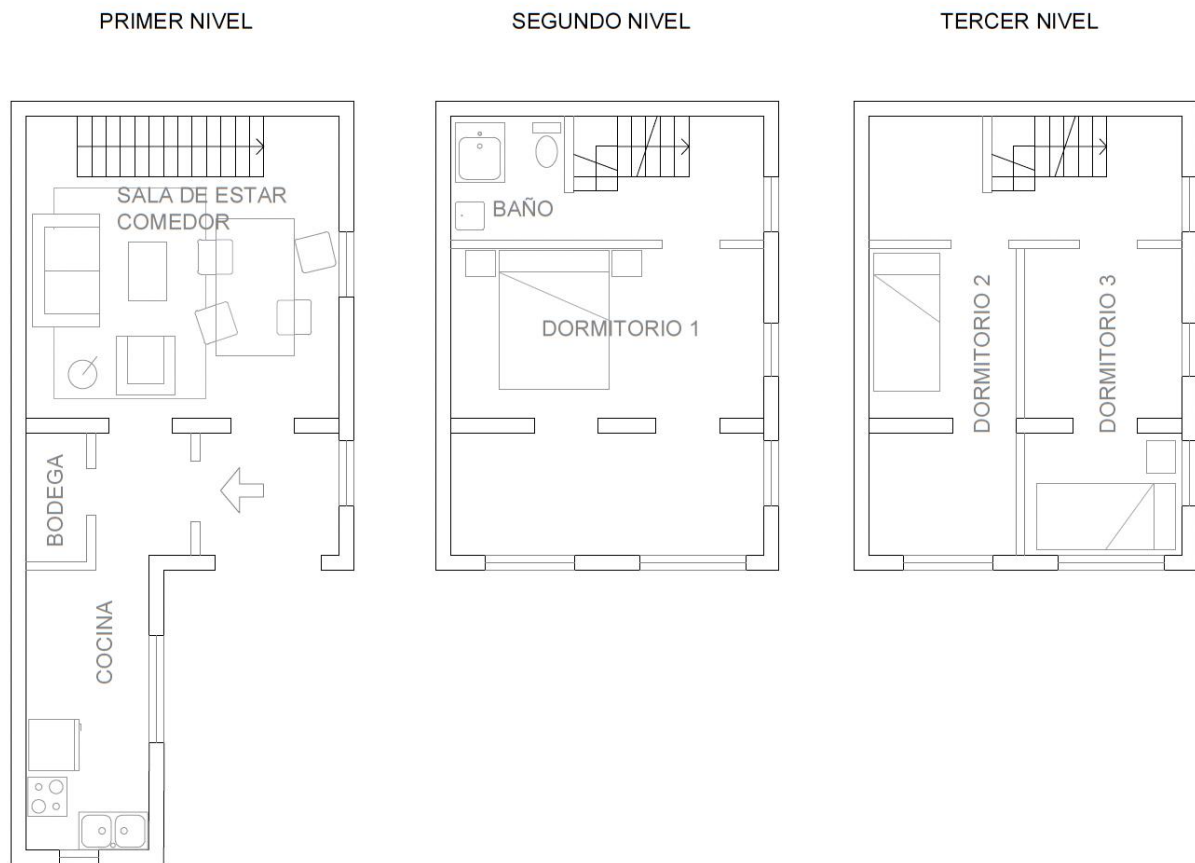 PRIMER NIVEL
SEGUNDO NIVEL
TERCER NIVEL
SALA DE ESTAR
COMEDOR
BODEGA
COCINA
BAÑO
DORMITORIO 1
DORMITORIO 2
DORMITORIO 3